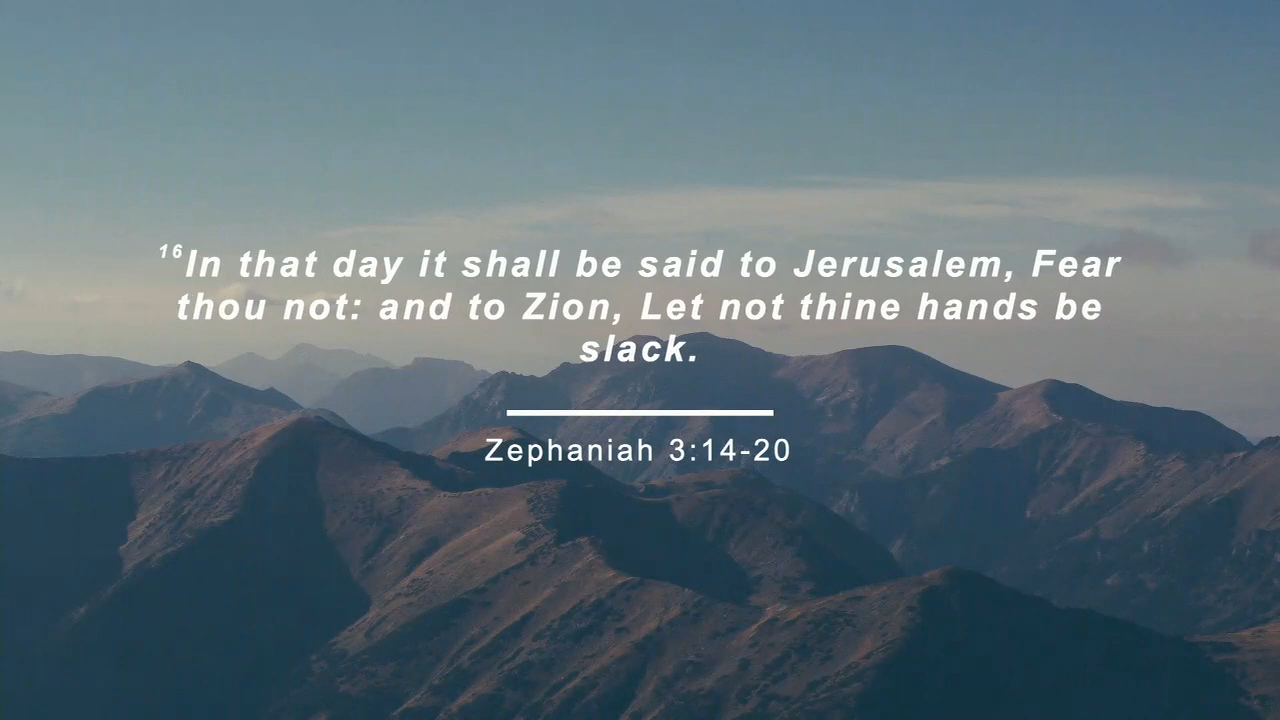 16In that day it shall be said to Jerusalem, Fear
thou not: and to Zion, Let not thine hands be
slack.
Zephaniah 3:14-20